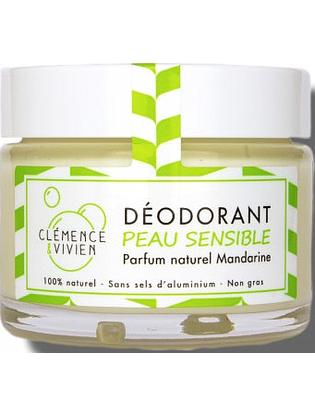 CLÉMENCE
& VIVIEN
DÉODORANT
PEAU SENSIBLE
Parfum naturel Mandarine
100% naturel - Sans sels d'aluminium - Non gras